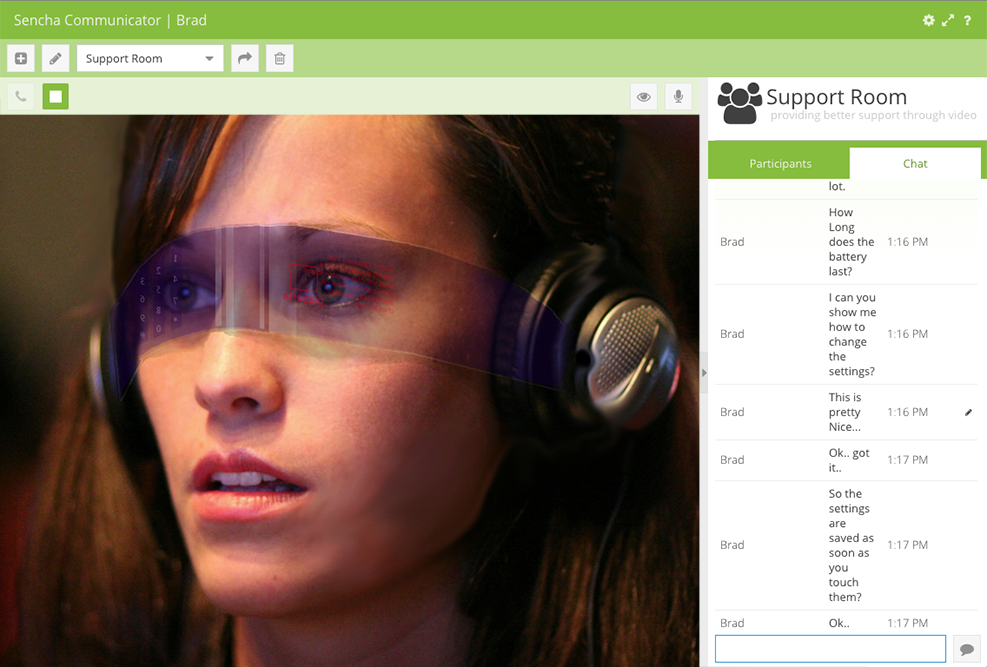 Sencha Communicator | Brad
?
Support Room
Support Room
providing better support through video
Participants
Chat
lot.
How
Long
Brad does the 1:16 PM
battery
last?
I can you
show me
how to
Brad change 1:16 PM
the
settings?
This is
Brad pretty 1:16 PM
Nice...
Brad Ok.. got 1:17 PM
it..
So the
settings
are
Brad saved as 1:17 PM
soon as
you
touch
them?
Brad Ok.. 1:17 PM